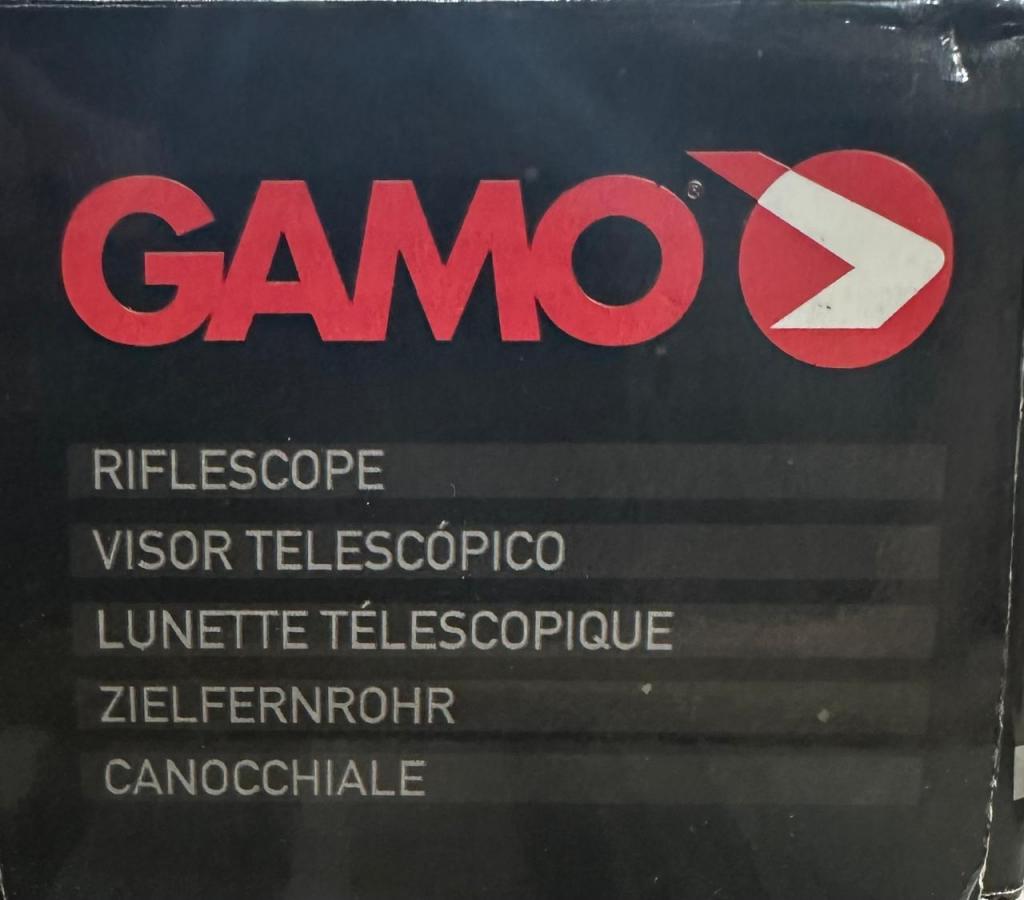 GAMO®
RIFLESCOPE
VISOR TELESCÓPICO
LUNETTE TÉLESCOPIQUE
ZIELFERNROHR
CANOCCHIALE